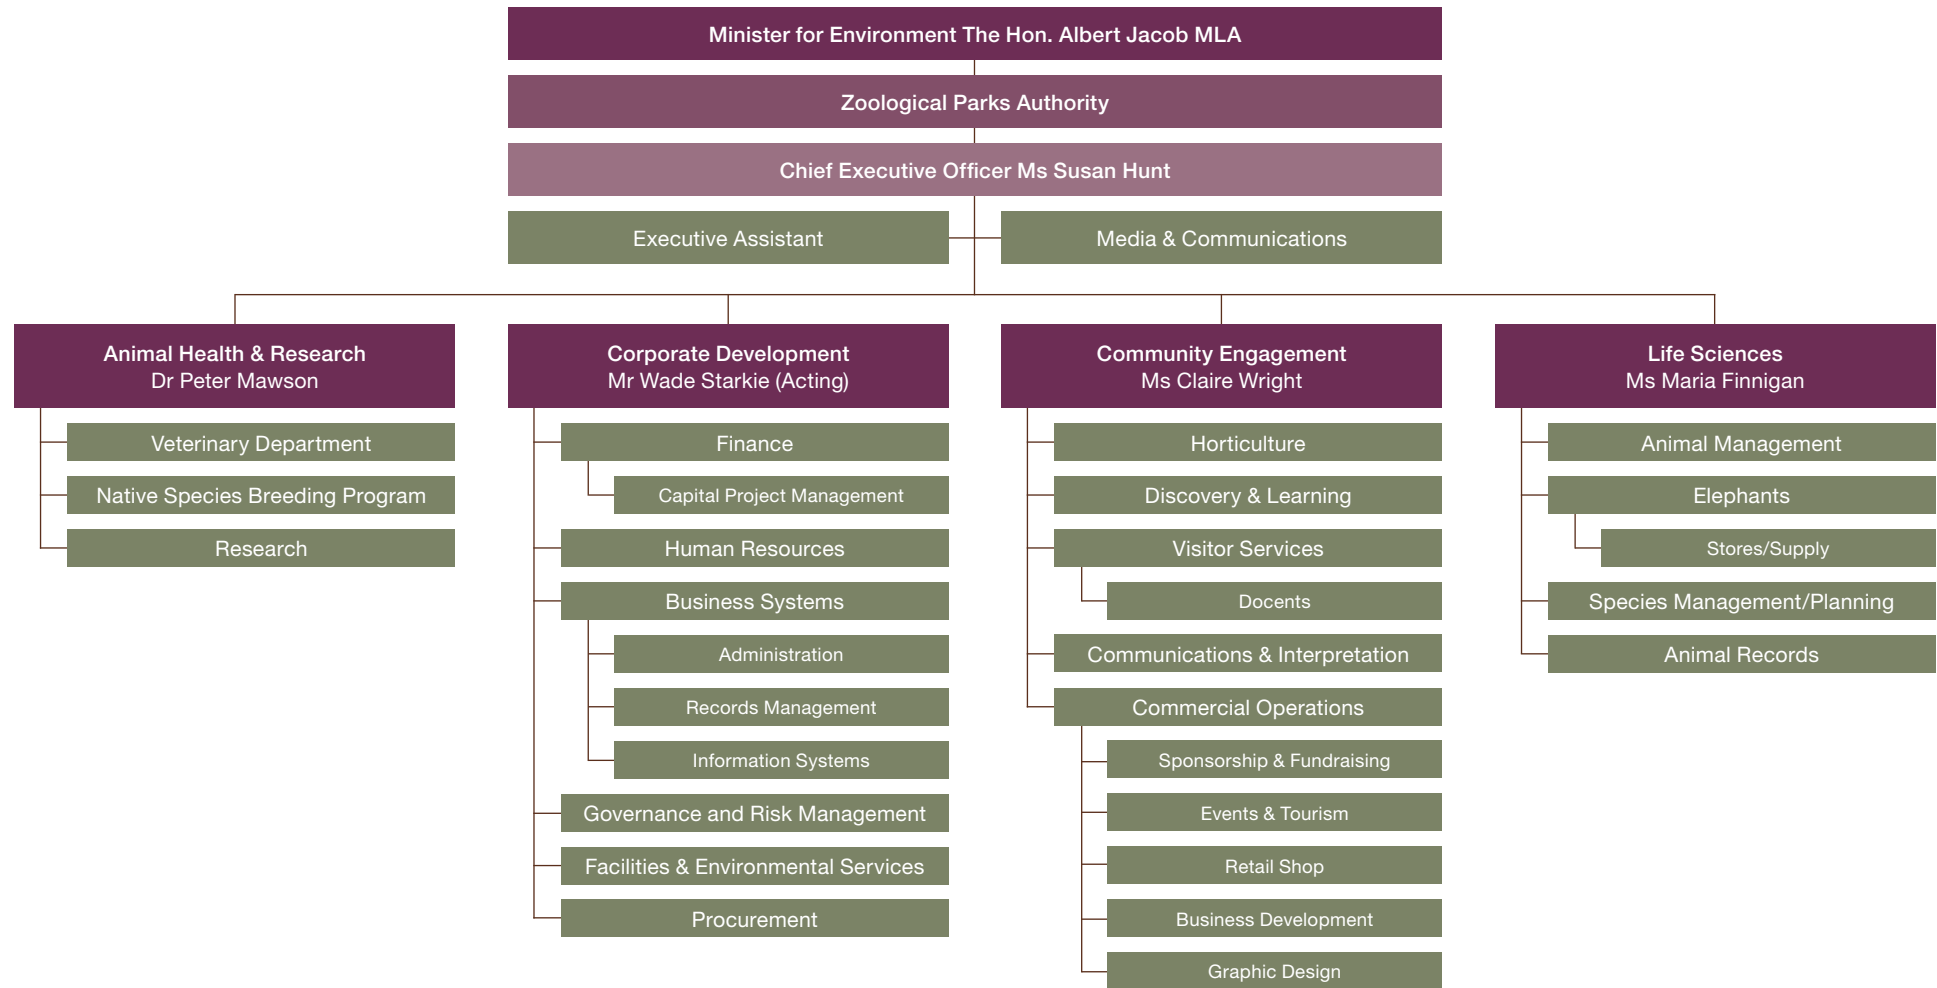 Minister for Environment The Hon. Albert Jacob MLA
Zoological Parks Authority
Chief Executive Officer Ms Susan Hunt
Executive Assistant
Media & Communications
Animal Health & Research
Dr Peter Mawson
Veterinary Department
Native Species Breeding Program
Research
Corporate Development
Mr Wade Starkie (Acting)
Finance
Capital Project Management
Human Resources
Business Systems
Administration
Records Management
Information Systems
Governance and Risk Management
Facilities & Environmental Services
Procurement
Community Engagement
Ms Claire Wright
Horticulture
Discovery & Learning
Visitor Services
Docents
Communications & Interpretation
Commercial Operations
Sponsorship & Fundraising
Events & Tourism
Retail Shop
Business Development
Graphic Design
Life Sciences
Ms Maria Finnigan
Animal Management
Elephants
Stores/Supply
Species Management/Planning
Animal Records